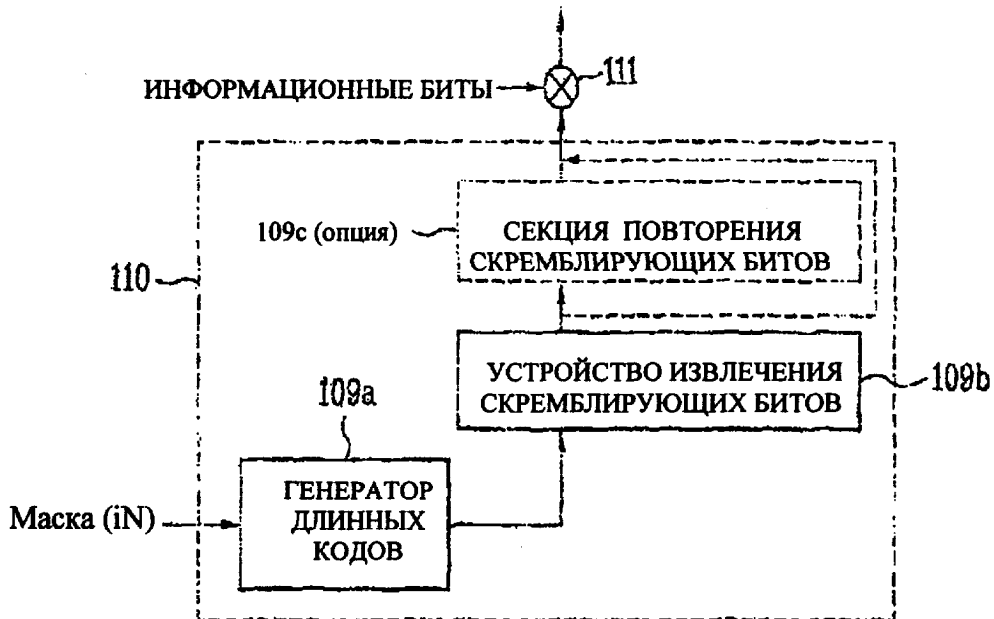 111
ИНФОРМАЦИОННЫЕ БИТЫ
109c (опция)
СЕКЦИЯ ПОВТОРЕНИЯ
СКРЕМБЛИРУЮЩИХ БИТОВ
110
УСТРОЙСТВО ИЗВЛЕЧЕНИЯ
СКРЕМБЛИРУЮЩИХ БИТОВ
109b
109a
ГЕНЕРАТОР
ДЛИННЫХ
КОДОВ
Маска (iN)